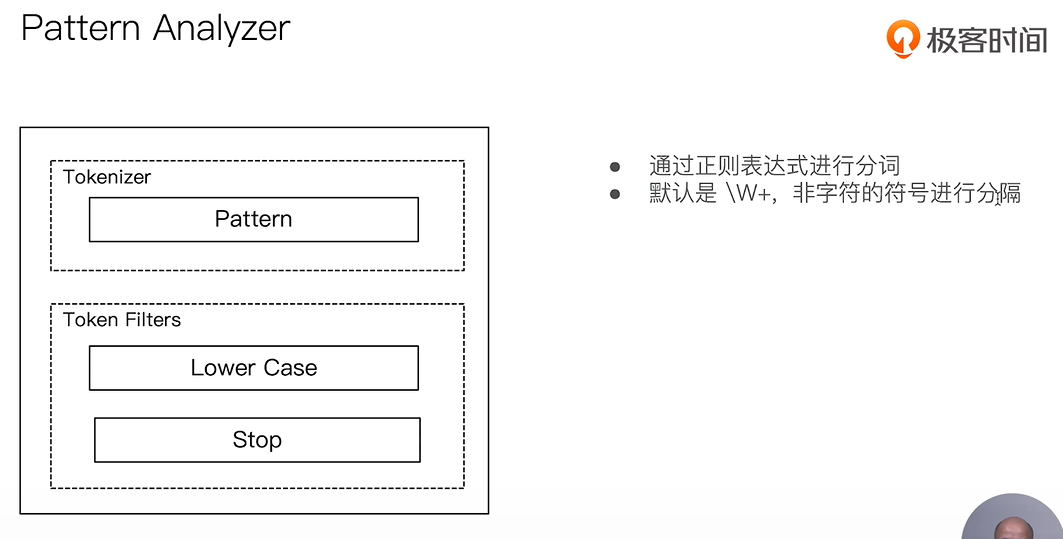 Pattern Analyzer
极客时间
Tokenizer
Pattern
Token Filters
Lower Case
Stop
通过正则表达式进行分词
默认是 \W+，非字符的符号进行分隔